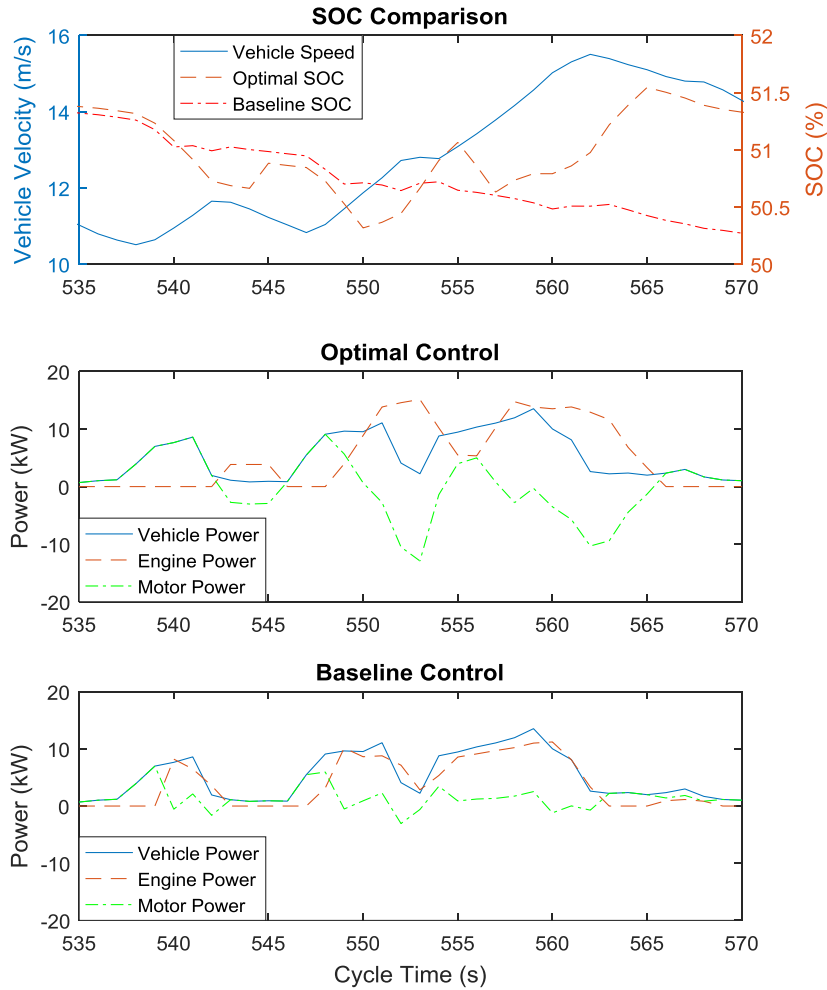 SOC Comparison
Vehicle Velocity (m/s)
16
14
12
10
Vehicle Speed
Optimal SOC
Baseline SOC
52
51.5
51
50.5
50
SOC (%)
535 540 545 550 555 560 565 570
Optimal Control
Power (kW)
20
10
0
-10
-20
Vehicle Power
Engine Power
Motor Power
535 540 545 550 555 560 565 570
Baseline Control
Power (kW)
20
10
0
-10
-20
Vehicle Power
Engine Power
Motor Power
535 540 545 550 555 560 565 570
Cycle Time (s)